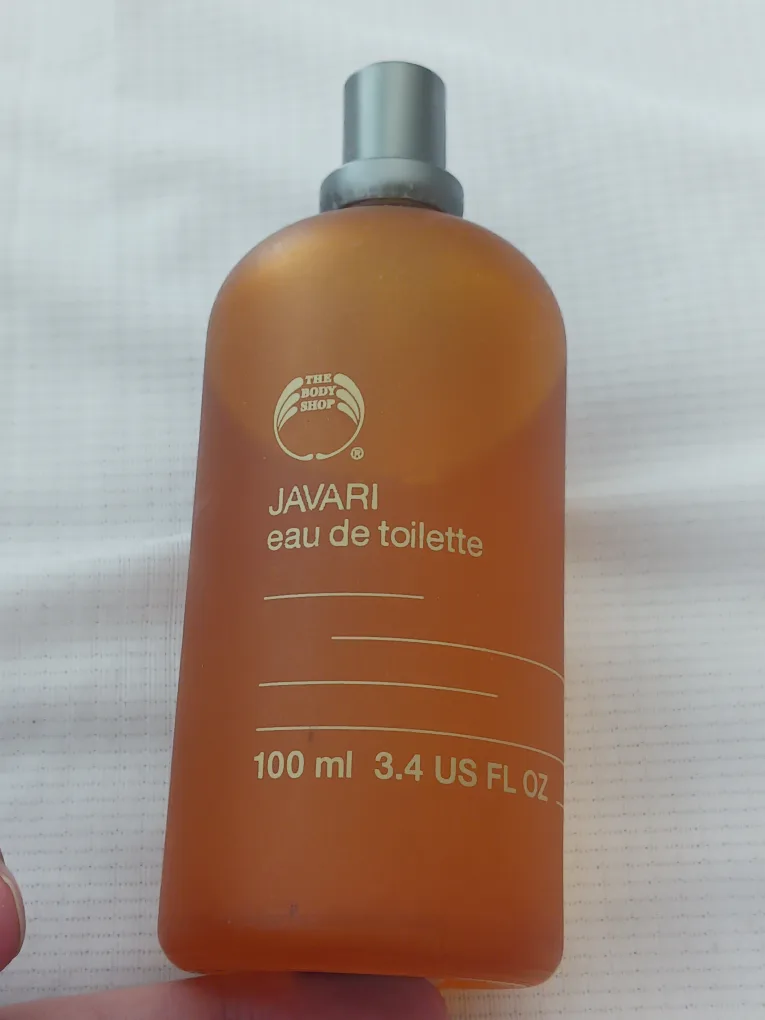 THE
BODY
SHOP
®
JAVARI
eau de toilette
100 ml 3.4 US FL OZ